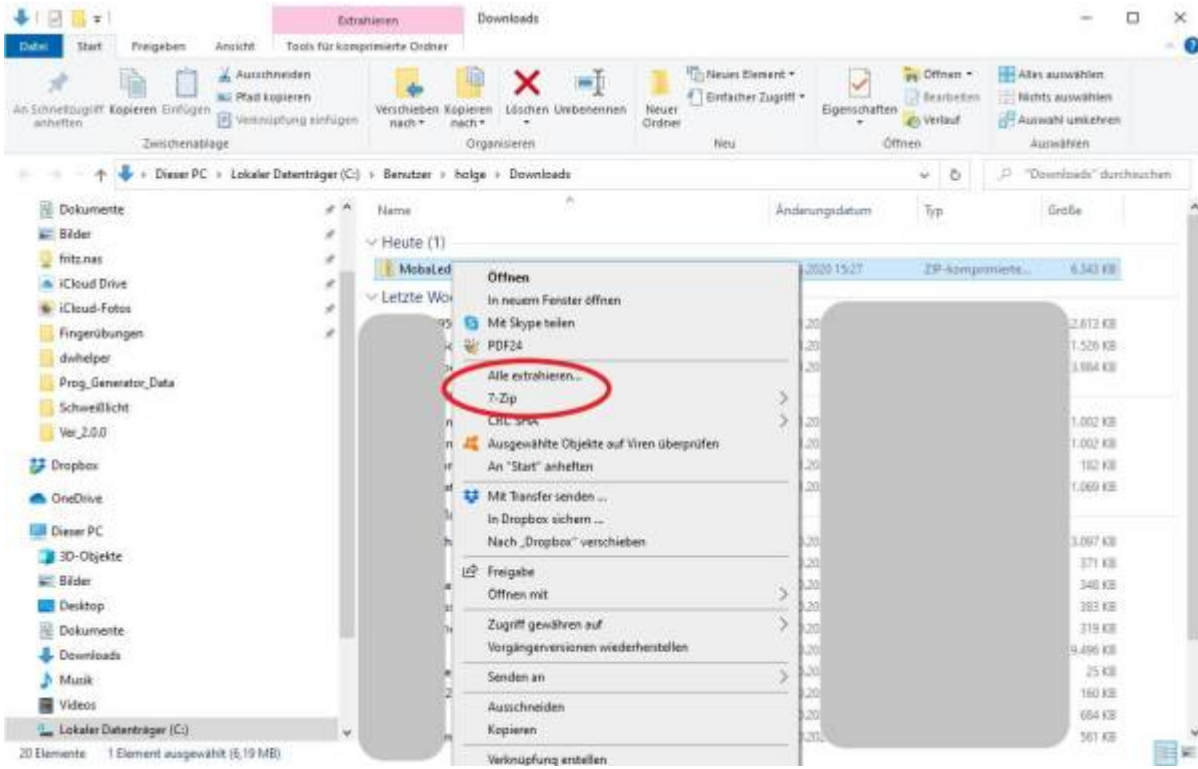 Extrahieren Downloads
Datei Start Freigeben Ansicht Tools für komprimierte Ordner
An Schnellzugriff anheften
Kopieren Einfügen
Ausschneiden
Pfad kopieren
Verknüpfung einfügen
Zwischenablage
Verschieben nach
Kopieren nach
Löschen Umbenennen
Organisieren
Neuer Ordner
Neues Element
Einfacher Zugriff
Neu
Eigenschaften
Öffnen
Bearbeiten
Verlauf
Öffnen
Alles auswählen
Nichts auswählen
Auswahl umkehren
Auswählen
Dieser PC Lokaler Datenträger (C:) Benutzer holge Downloads
"Downloads" durchsuchen
Dokumente
Bilder
fritz.nas
iCloud Drive
iCloud-Fotos
Fingerübungen
dwhelper
Prog_Generator_Data
Schweißlicht
Ver_2.0.0
Dropbox
OneDrive
Dieser PC
3D-Objekte
Bilder
Desktop
Dokumente
Downloads
Musik
Videos
Lokaler Datenträger (C:)
Name Änderungsdatum Typ Größe
Heute (1)
MobaLed .2020 15:27 ZIP-komprimierte... 6.343 KB
Letzte Wo
Öffnen
In neuem Fenster öffnen
Mit Skype teilen
PDF24
Alle extrahieren...
7-Zip
CRC SHA
Ausgewählte Objekte auf Viren überprüfen
An "Start" anheften
Mit Transfer senden ...
In Dropbox sichern ...
Nach „Dropbox" verschieben
Freigabe
Öffnen mit
Zugriff gewähren auf
Vorgängerversionen wiederherstellen
Senden an
Ausschneiden
Kopieren
Verknüpfung erstellen
2.613 KB
1.526 KB
3.984 KB
1.002 KB
1.002 KB
182 KB
1.069 KB
3.097 KB
371 KB
348 KB
383 KB
319 KB
9.496 KB
25 KB
160 KB
684 KB
561 KB
20 Elemente 1 Element ausgewählt (6,19 MB)